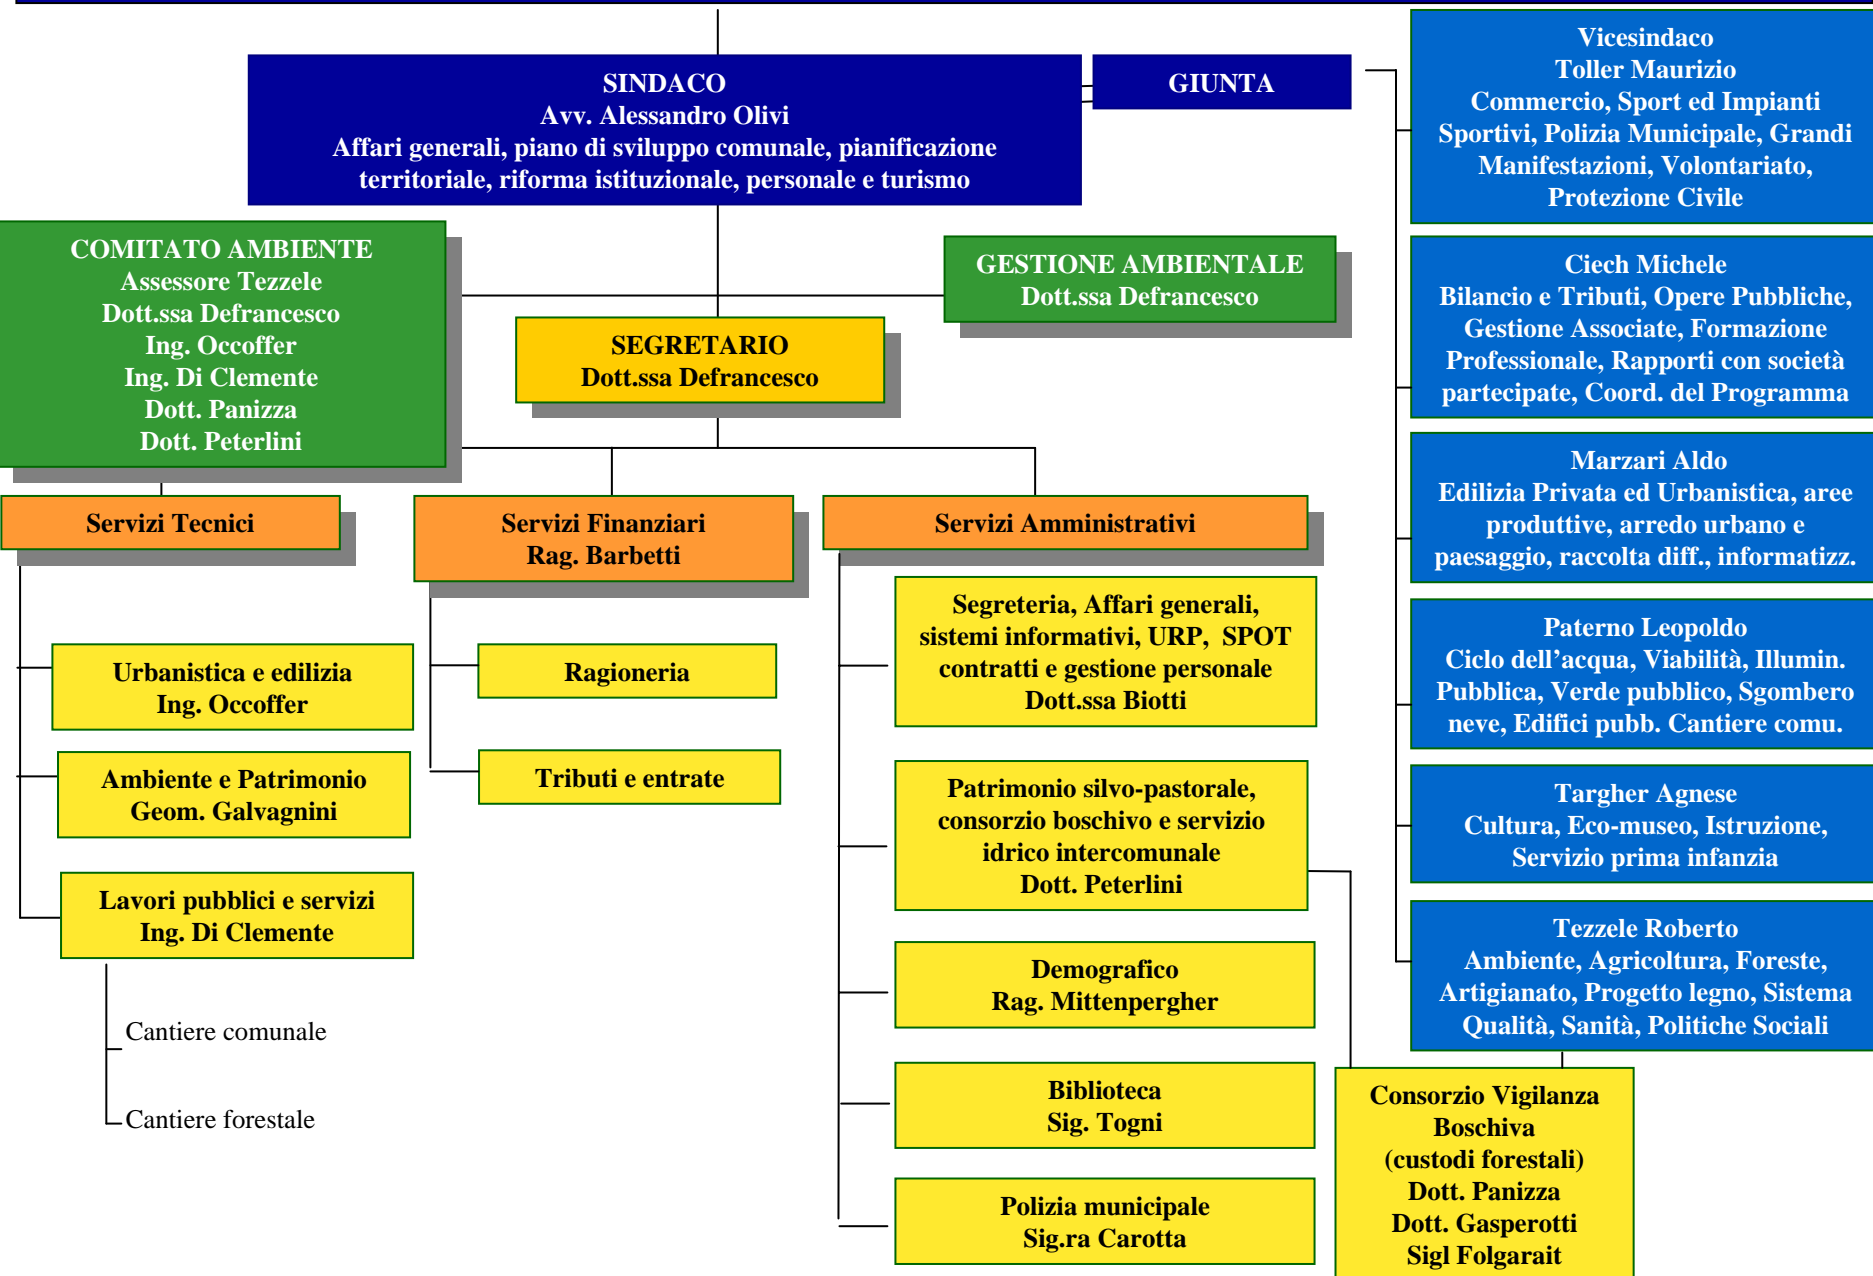 SINDACO
Avv. Alessandro Olivi
Affari generali, piano di sviluppo comunale, pianificazione
territoriale, riforma istituzionale, personale e turismo
GIUNTA
Vicesindaco
Toller Maurizio
Commercio, Sport ed Impianti
Sportivi, Polizia Municipale, Grandi
Manifestazioni, Volontariato,
Protezione Civile
COMITATO AMBIENTE
Assessore Tezzele
Dott.ssa Defrancesco
Ing. Occoffer
Ing. Di Clemente
Dott. Panizza
Dott. Peterlini
GESTIONE AMBIENTALE
Dott.ssa Defrancesco
SEGRETARIO
Dott.ssa Defrancesco
Ciech Michele
Bilancio e Tributi, Opere Pubbliche,
Gestione Associate, Formazione
Professionale, Rapporti con società
partecipate, Coord. del Programma
Marzari Aldo
Edilizia Privata ed Urbanistica, aree
produttive, arredo urbano e
paesaggio, raccolta diff., informatizz.
Paterno Leopoldo
Ciclo dell’acqua, Viabilità, Illumin.
Pubblica, Verde pubblico, Sgombero
neve, Edifici pubb. Cantiere comu.
Targher Agnese
Cultura, Eco-museo, Istruzione,
Servizio prima infanzia
Tezzele Roberto
Ambiente, Agricoltura, Foreste,
Artigianato, Progetto legno, Sistema
Qualità, Sanità, Politiche Sociali
Servizi Tecnici
Urbanistica e edilizia
Ing. Occoffer
Ambiente e Patrimonio
Geom. Galvagnini
Lavori pubblici e servizi
Ing. Di Clemente
Cantiere comunale
Cantiere forestale
Servizi Finanziari
Rag. Barbetti
Ragioneria
Tributi e entrate
Servizi Amministrativi
Segreteria, Affari generali,
sistemi informativi, URP,  SPOT
contratti e gestione personale
Dott.ssa Biotti
Patrimonio silvo-pastorale,
consorzio boschivo e servizio
idrico intercomunale
Dott. Peterlini
Demografico
Rag. Mittenpergher
Biblioteca
Sig. Togni
Polizia municipale
Sig.ra Carotta
Consorzio Vigilanza
Boschiva
(custodi forestali)
Dott. Panizza
Dott. Gasperotti
Sigl Folgarait